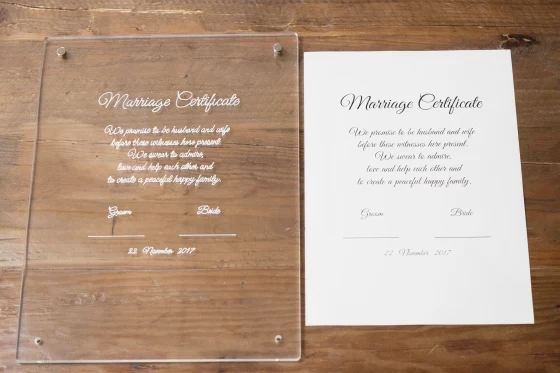 Marriage Certificate
We promise to be husband and wife
before these witnesses here present.
We swear to admire,
love and help each other and
to create a peaceful happy family.
Groom Bride
22 November 2017
Marriage Certificate
We promise to be husband and wife
before these witnesses here present.
We swear to admire,
love and help each other and
to create a peaceful happy family.
Groom Bride
22 November 2017